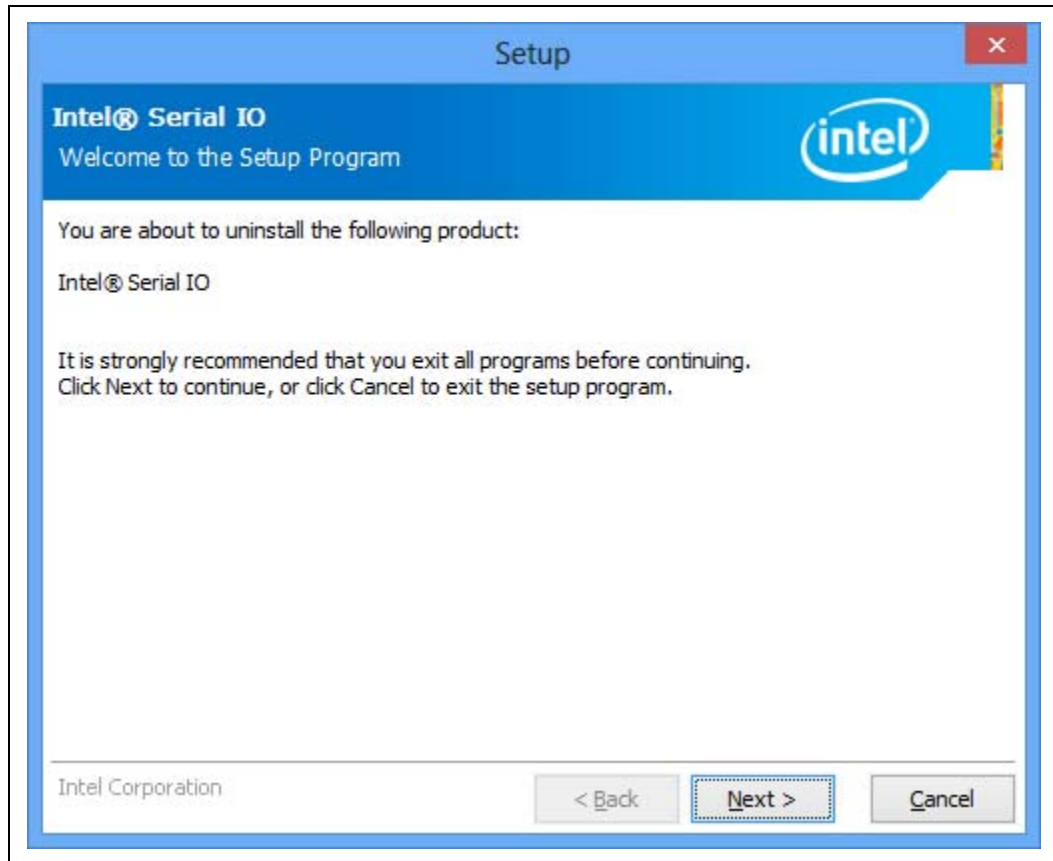 Setup
Intel® Serial IO
Welcome to the Setup Program
intel
You are about to uninstall the following product:
Intel® Serial IO
It is strongly recommended that you exit all programs before continuing.
Click Next to continue, or click Cancel to exit the setup program.
Intel Corporation
< Back Next > Cancel